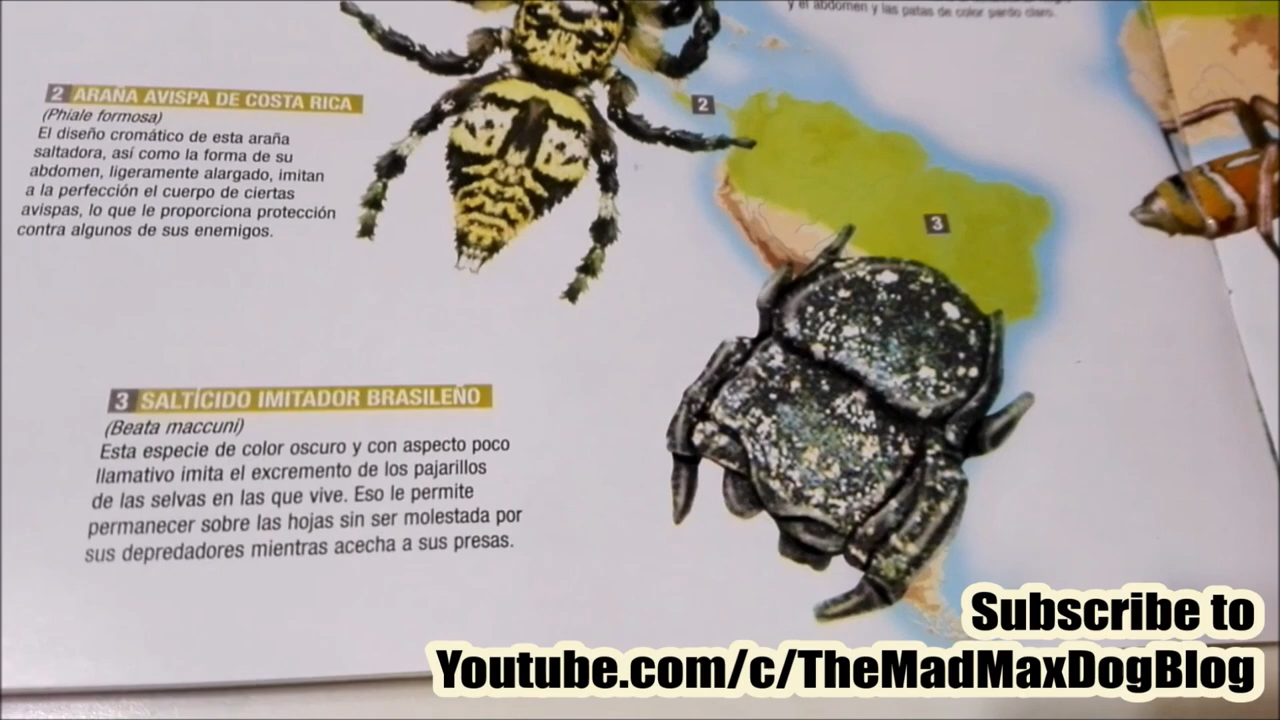 y el abdomen y las patas de color pardo claro.
2 ARAÑA AVISPA DE COSTA RICA
(Phiale formosa)
El diseño cromático de esta araña
saltadora, así como la forma de su
abdomen, ligeramente alargado, imitan
a la perfección el cuerpo de ciertas
avispas, lo que le proporciona protección
contra algunos de sus enemigos.
2
3
3 SALTÍCIDO IMITADOR BRASILEÑO
(Beata maccuni)
Esta especie de color oscuro y con aspecto poco
llamativo imita el excremento de los pajarillos
de las selvas en las que vive. Eso le permite
permanecer sobre las hojas sin ser molestada por
sus depredadores mientras acecha a sus presas.
Subscribe to
Youtube.com/c/TheMadMaxDogBlog